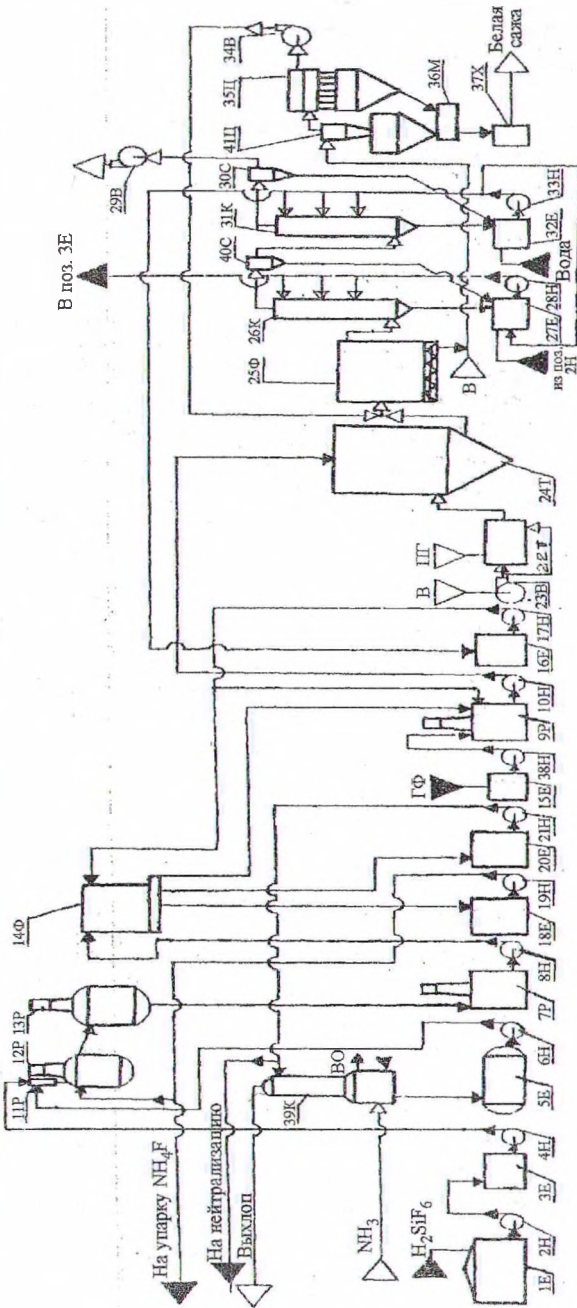 Белая
сажа
34В
35Ц
36М
37Х
41Ц
29В
30С
31К
40С
33Н
32Е
Вода
В поз. 3Е
26К
28Н
27Е
из поз.
2Н
25Ф
В
24Т
ПГ
В
22Т
23В
17Н
16Е
10Н
9Р
38Н
15Е
ГФ
21Н
20Е
19Н
18Е
14Ф
8Н
7Р
13Р
12Р
11Р
6Н
5Е
ВО
39К
4Н
3Е
2Н
1Е
На упарку NH4F
На нейтрализацию
Выхлоп
NH3
H2SiF6